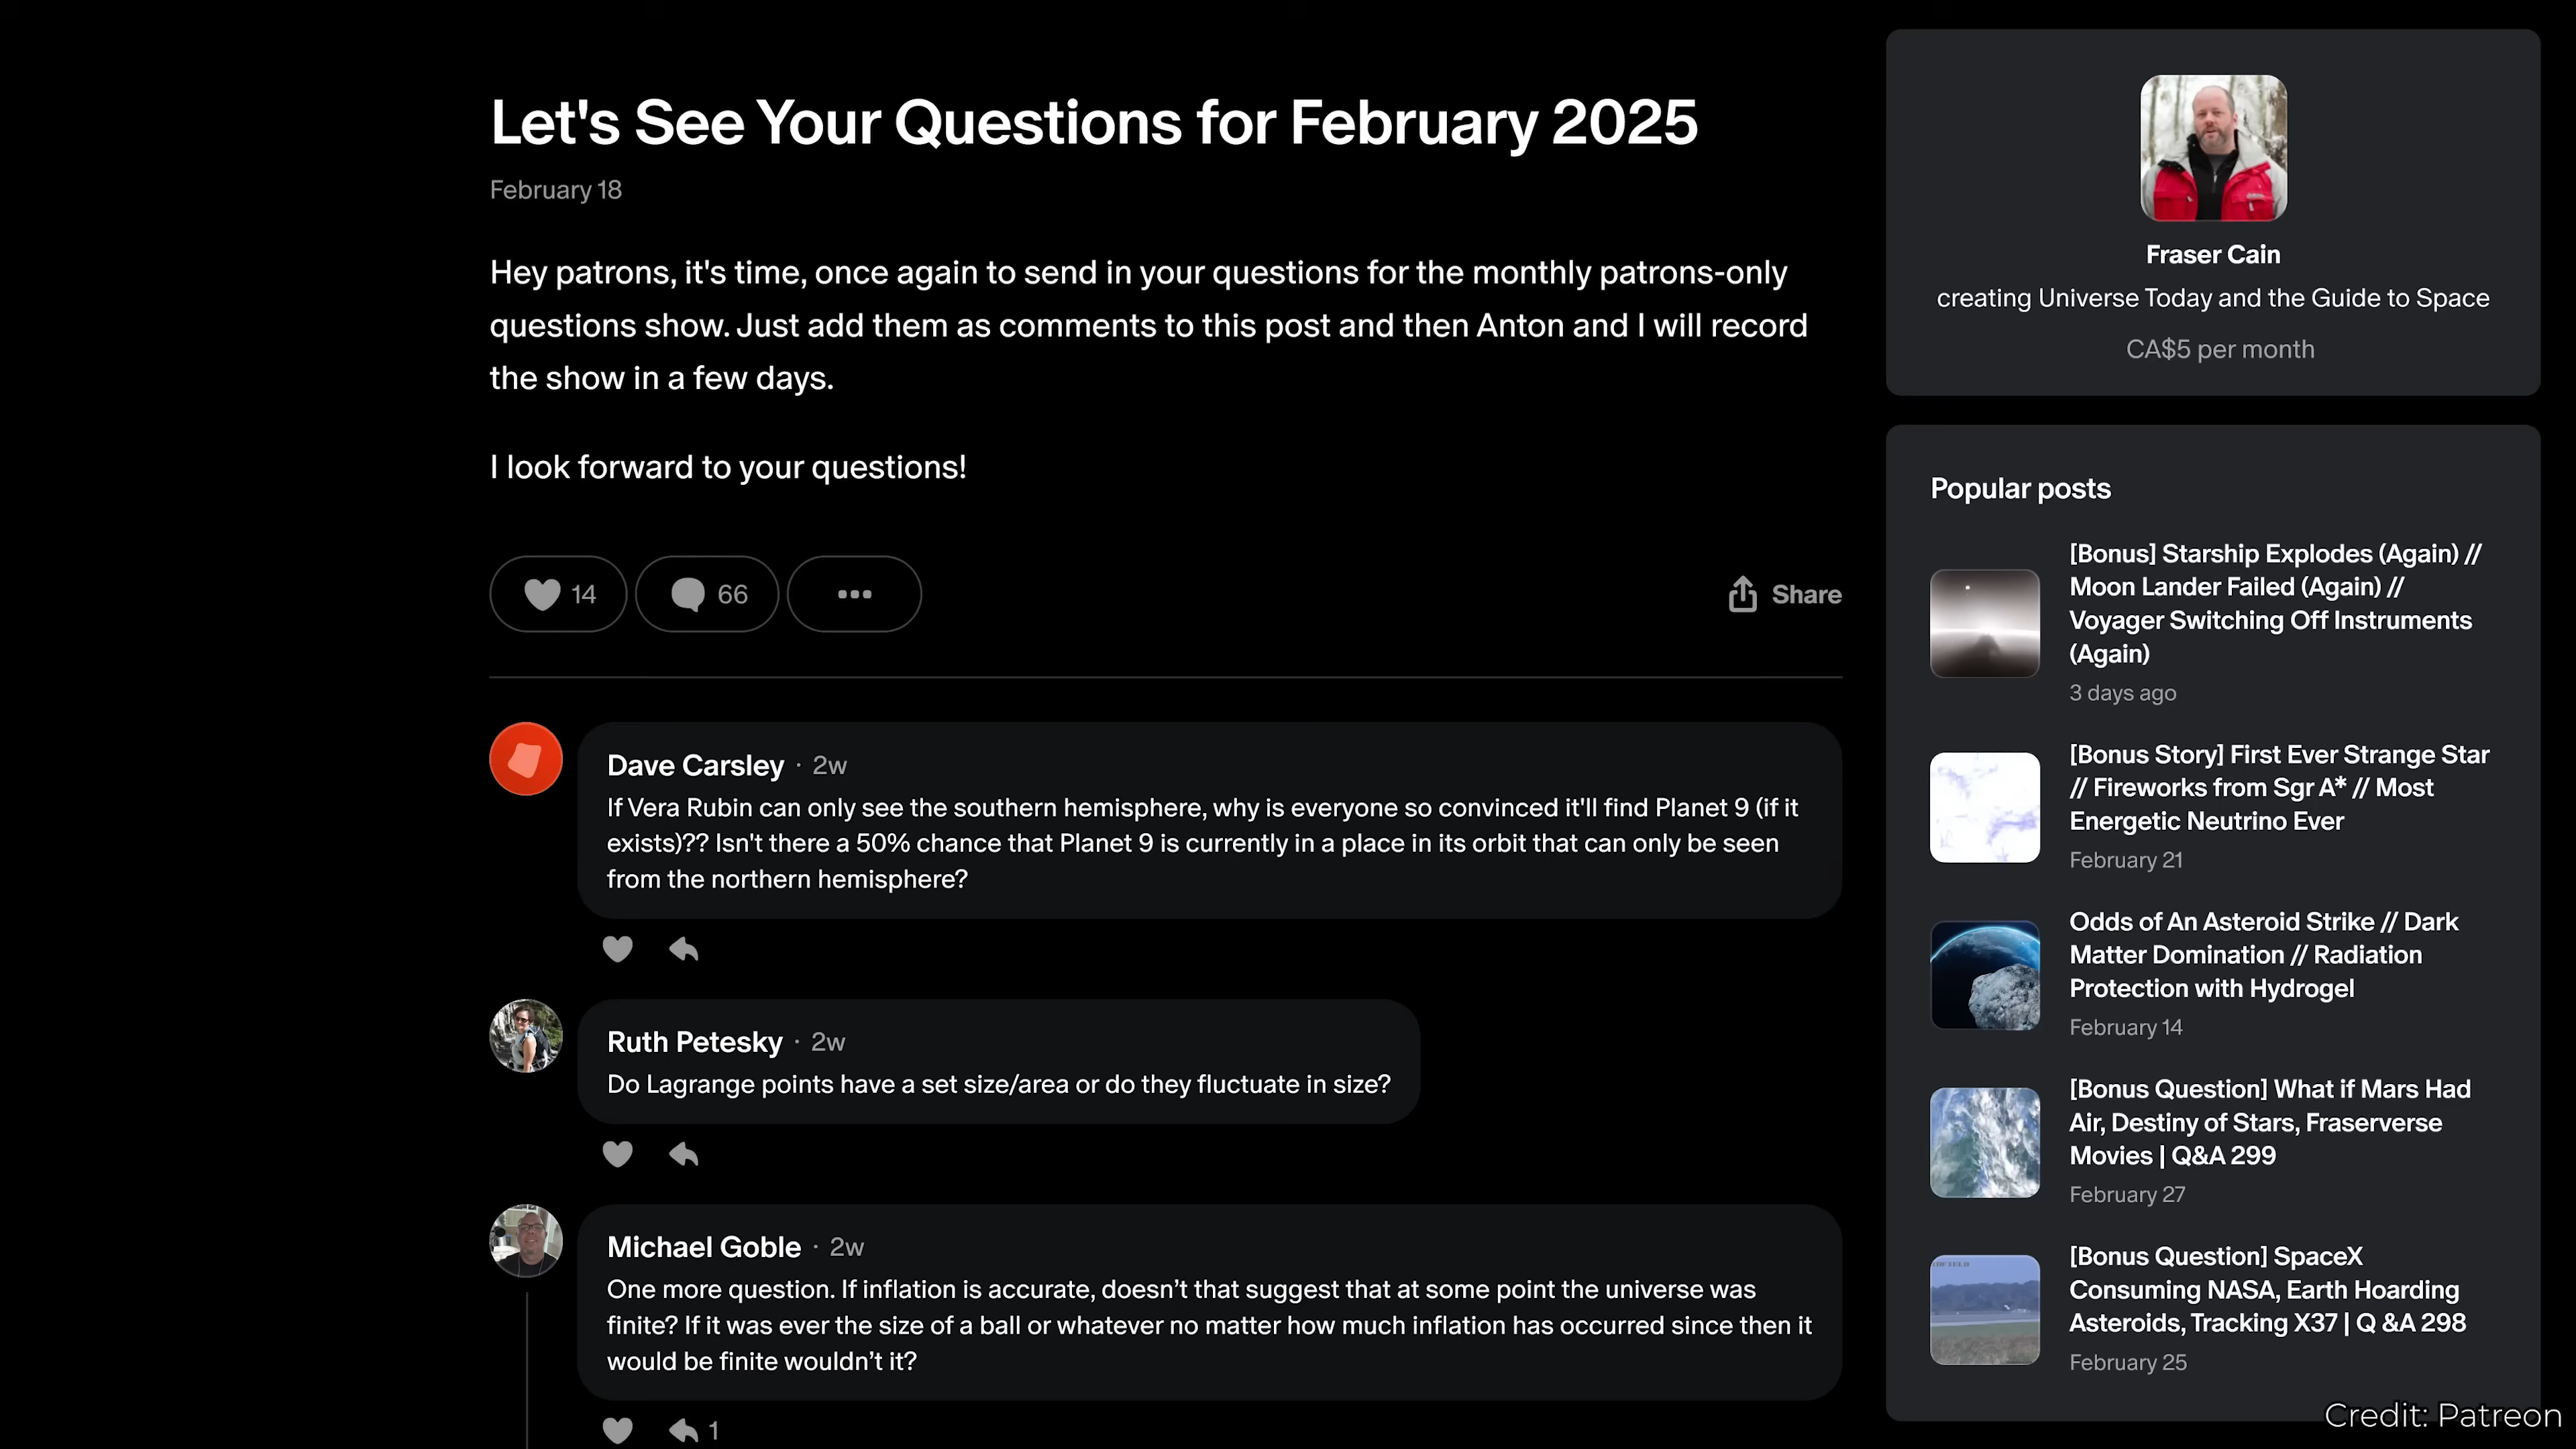 Let's See Your Questions for February 2025
February 18
Hey patrons, it's time, once again to send in your questions for the monthly patrons-only
questions show. Just add them as comments to this post and then Anton and I will record
the show in a few days.
I look forward to your questions!
14
66
Share
Dave Carsley · 2w
If Vera Rubin can only see the southern hemisphere, why is everyone so convinced it'll find Planet 9 (if it
exists)?? Isn't there a 50% chance that Planet 9 is currently in a place in its orbit that can only be seen
from the northern hemisphere?
Ruth Petesky · 2w
Do Lagrange points have a set size/area or do they fluctuate in size?
Michael Goble · 2w
One more question. If inflation is accurate, doesn’t that suggest that at some point the universe was
finite? If it was ever the size of a ball or whatever no matter how much inflation has occurred since then it
would be finite wouldn’t it?
1
Fraser Cain
creating Universe Today and the Guide to Space
CA$5 per month
Popular posts
[Bonus] Starship Explodes (Again) //
Moon Lander Failed (Again) //
Voyager Switching Off Instruments
(Again)
3 days ago
[Bonus Story] First Ever Strange Star
// Fireworks from Sgr A* // Most
Energetic Neutrino Ever
February 21
Odds of An Asteroid Strike // Dark
Matter Domination // Radiation
Protection with Hydrogel
February 14
[Bonus Question] What if Mars Had
Air, Destiny of Stars, Fraserverse
Movies | Q&A 299
February 27
[Bonus Question] SpaceX
Consuming NASA, Earth Hoarding
Asteroids, Tracking X37 | Q &A 298
February 25
Credit: Patreon